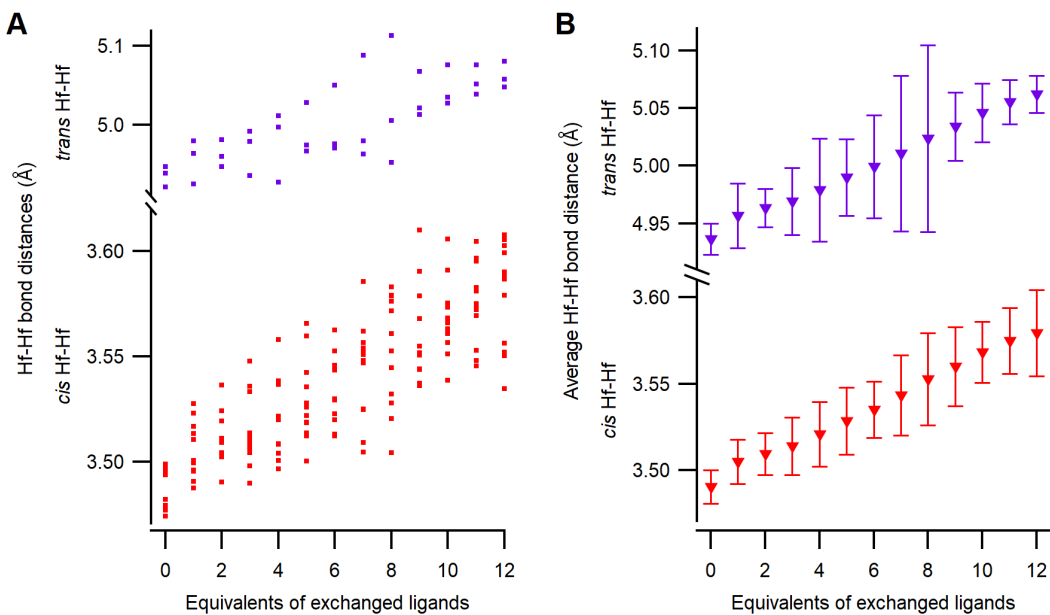 A
Hf-Hf bond distances (Å)
trans Hf-Hf
cis Hf-Hf
5.1
5.0
3.60
3.55
3.50
0 2 4 6 8 10 12
Equivalents of exchanged ligands
B
Average Hf-Hf bond distance (Å)
trans Hf-Hf
cis Hf-Hf
5.10
5.05
5.00
4.95
3.60
3.55
3.50
0 2 4 6 8 10 12
Equivalents of exchanged ligands